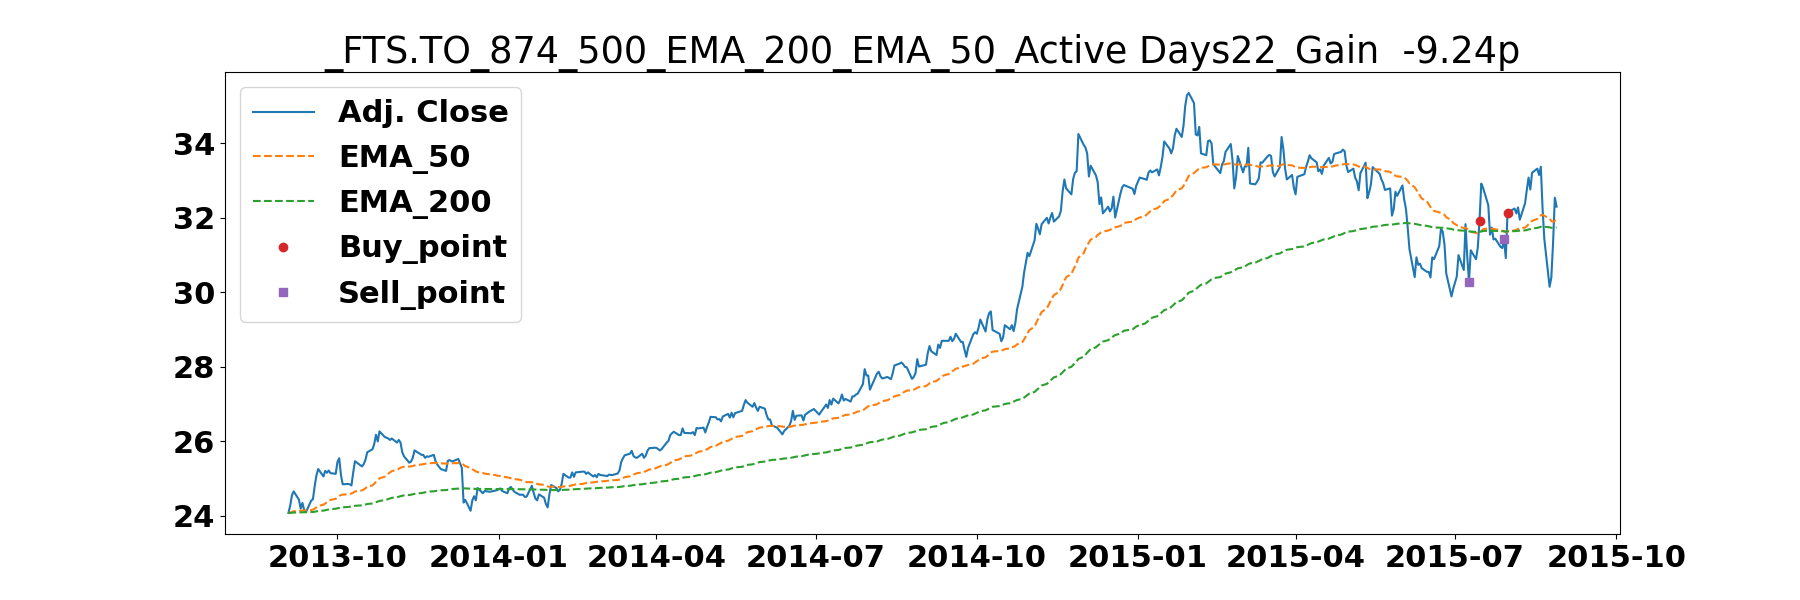 _FTS.TO_874_500_EMA_200_EMA_50_Active Days22_Gain  -9.24p
Adj. Close
EMA_50
EMA_200
Buy_point
Sell_point
34
32
30
28
26
24
2013-10 2014-01 2014-04 2014-07 2014-10 2015-01 2015-04 2015-07 2015-10